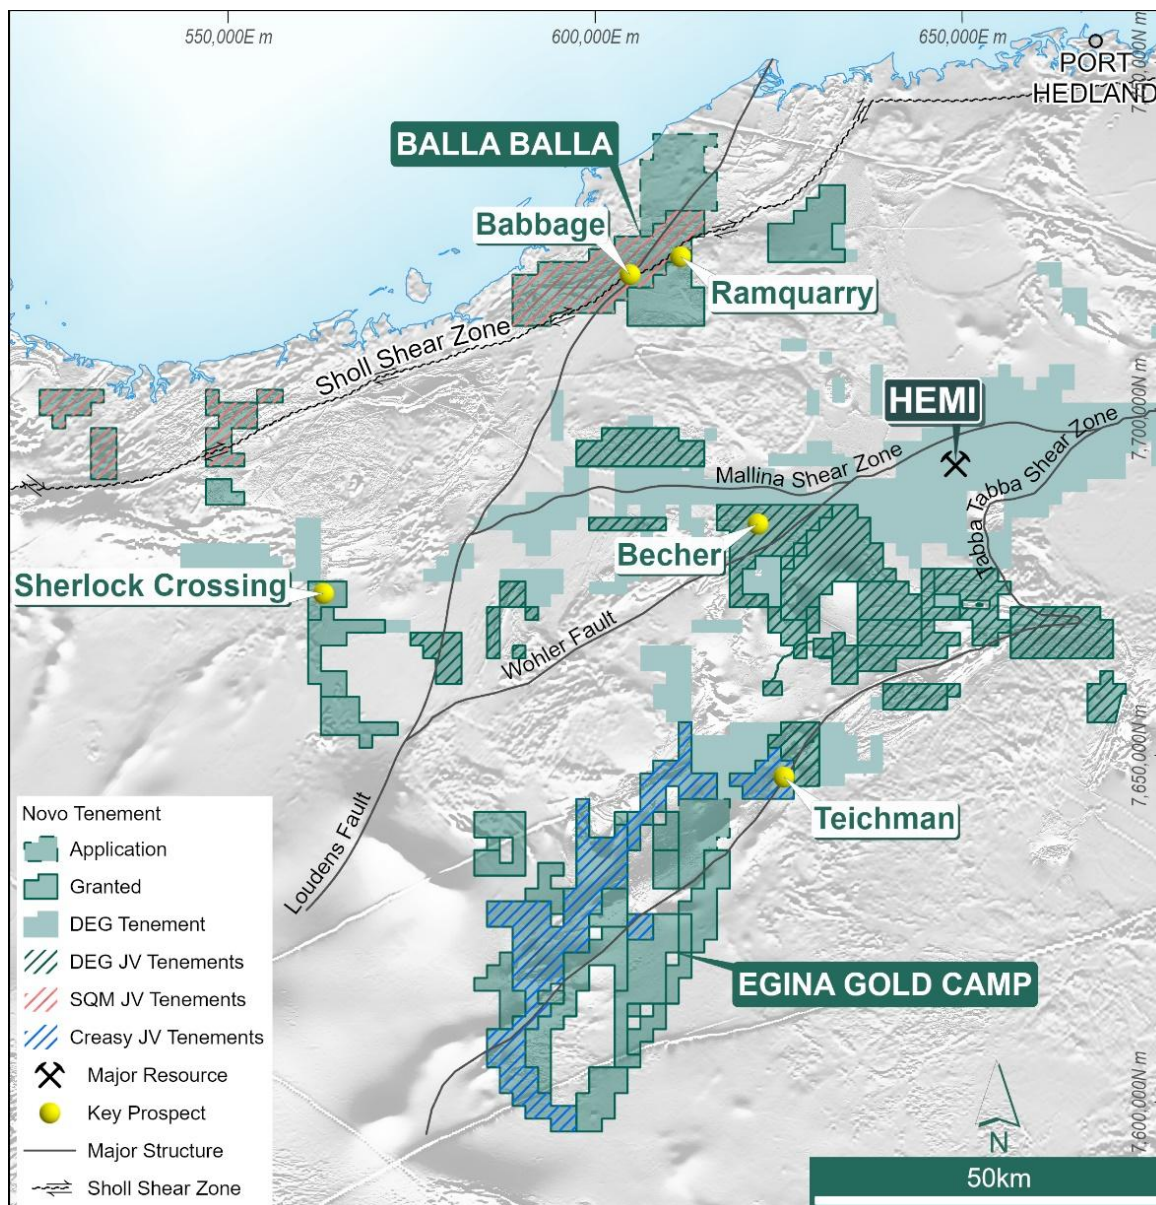 550,000E m
600,000E m
650,000E m
PORT
HEDLAND
BALLA BALLA
Babbage
Ramquarry
Sholl Shear Zone
HEMI
7,700,000N m
Mallina Shear Zone
Tabba Tabba Shear Zone
Becher
Sherlock Crossing
Wohler Fault
7,650,000N m
Teichman
Loudens Fault
EGINA GOLD CAMP
7,600,000N m
Novo Tenement
Application
Granted
DEG Tenement
DEG JV Tenements
SQM JV Tenements
Creasy JV Tenements
Major Resource
Key Prospect
Major Structure
Sholl Shear Zone
N
50km